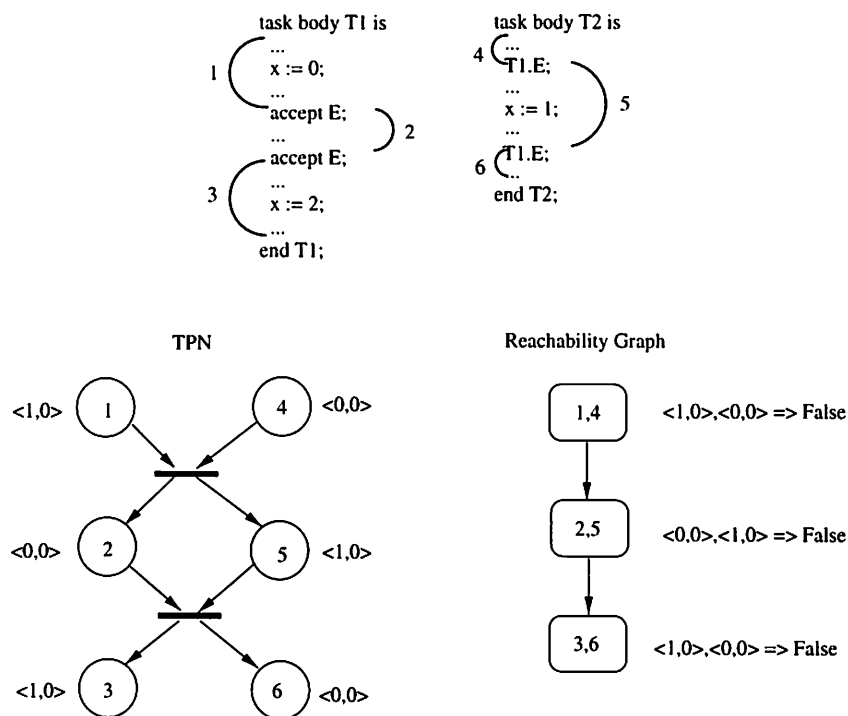 task body T1 is
...
x := 0;
...
accept E;
...
accept E;
...
x := 2;
...
end T1;
1
2
3
task body T2 is
...
T1.E;
...
x := 1;
...
T1.E;
...
end T2;
4
5
6
TPN
<1,0> 1 4 <0,0>
<0,0> 2 5 <1,0>
<1,0> 3 6 <0,0>
Reachability Graph
1,4 <1,0>,<0,0> => False
2,5 <0,0>,<1,0> => False
3,6 <1,0>,<0,0> => False